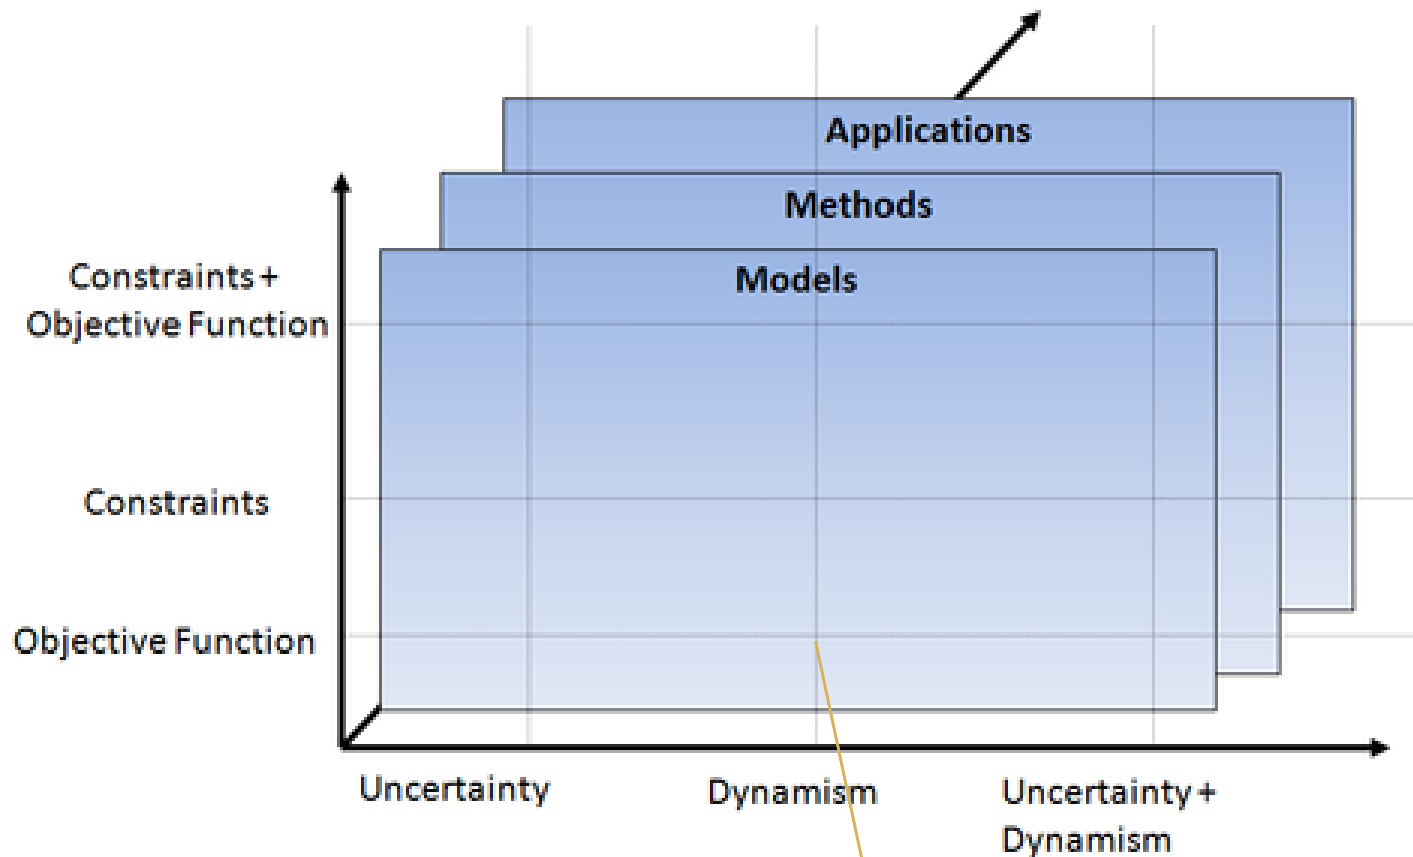 Applications
Methods
Models
Constraints +
Objective Function
Constraints
Objective Function
Uncertainty
Dynamism
Uncertainty +
Dynamism